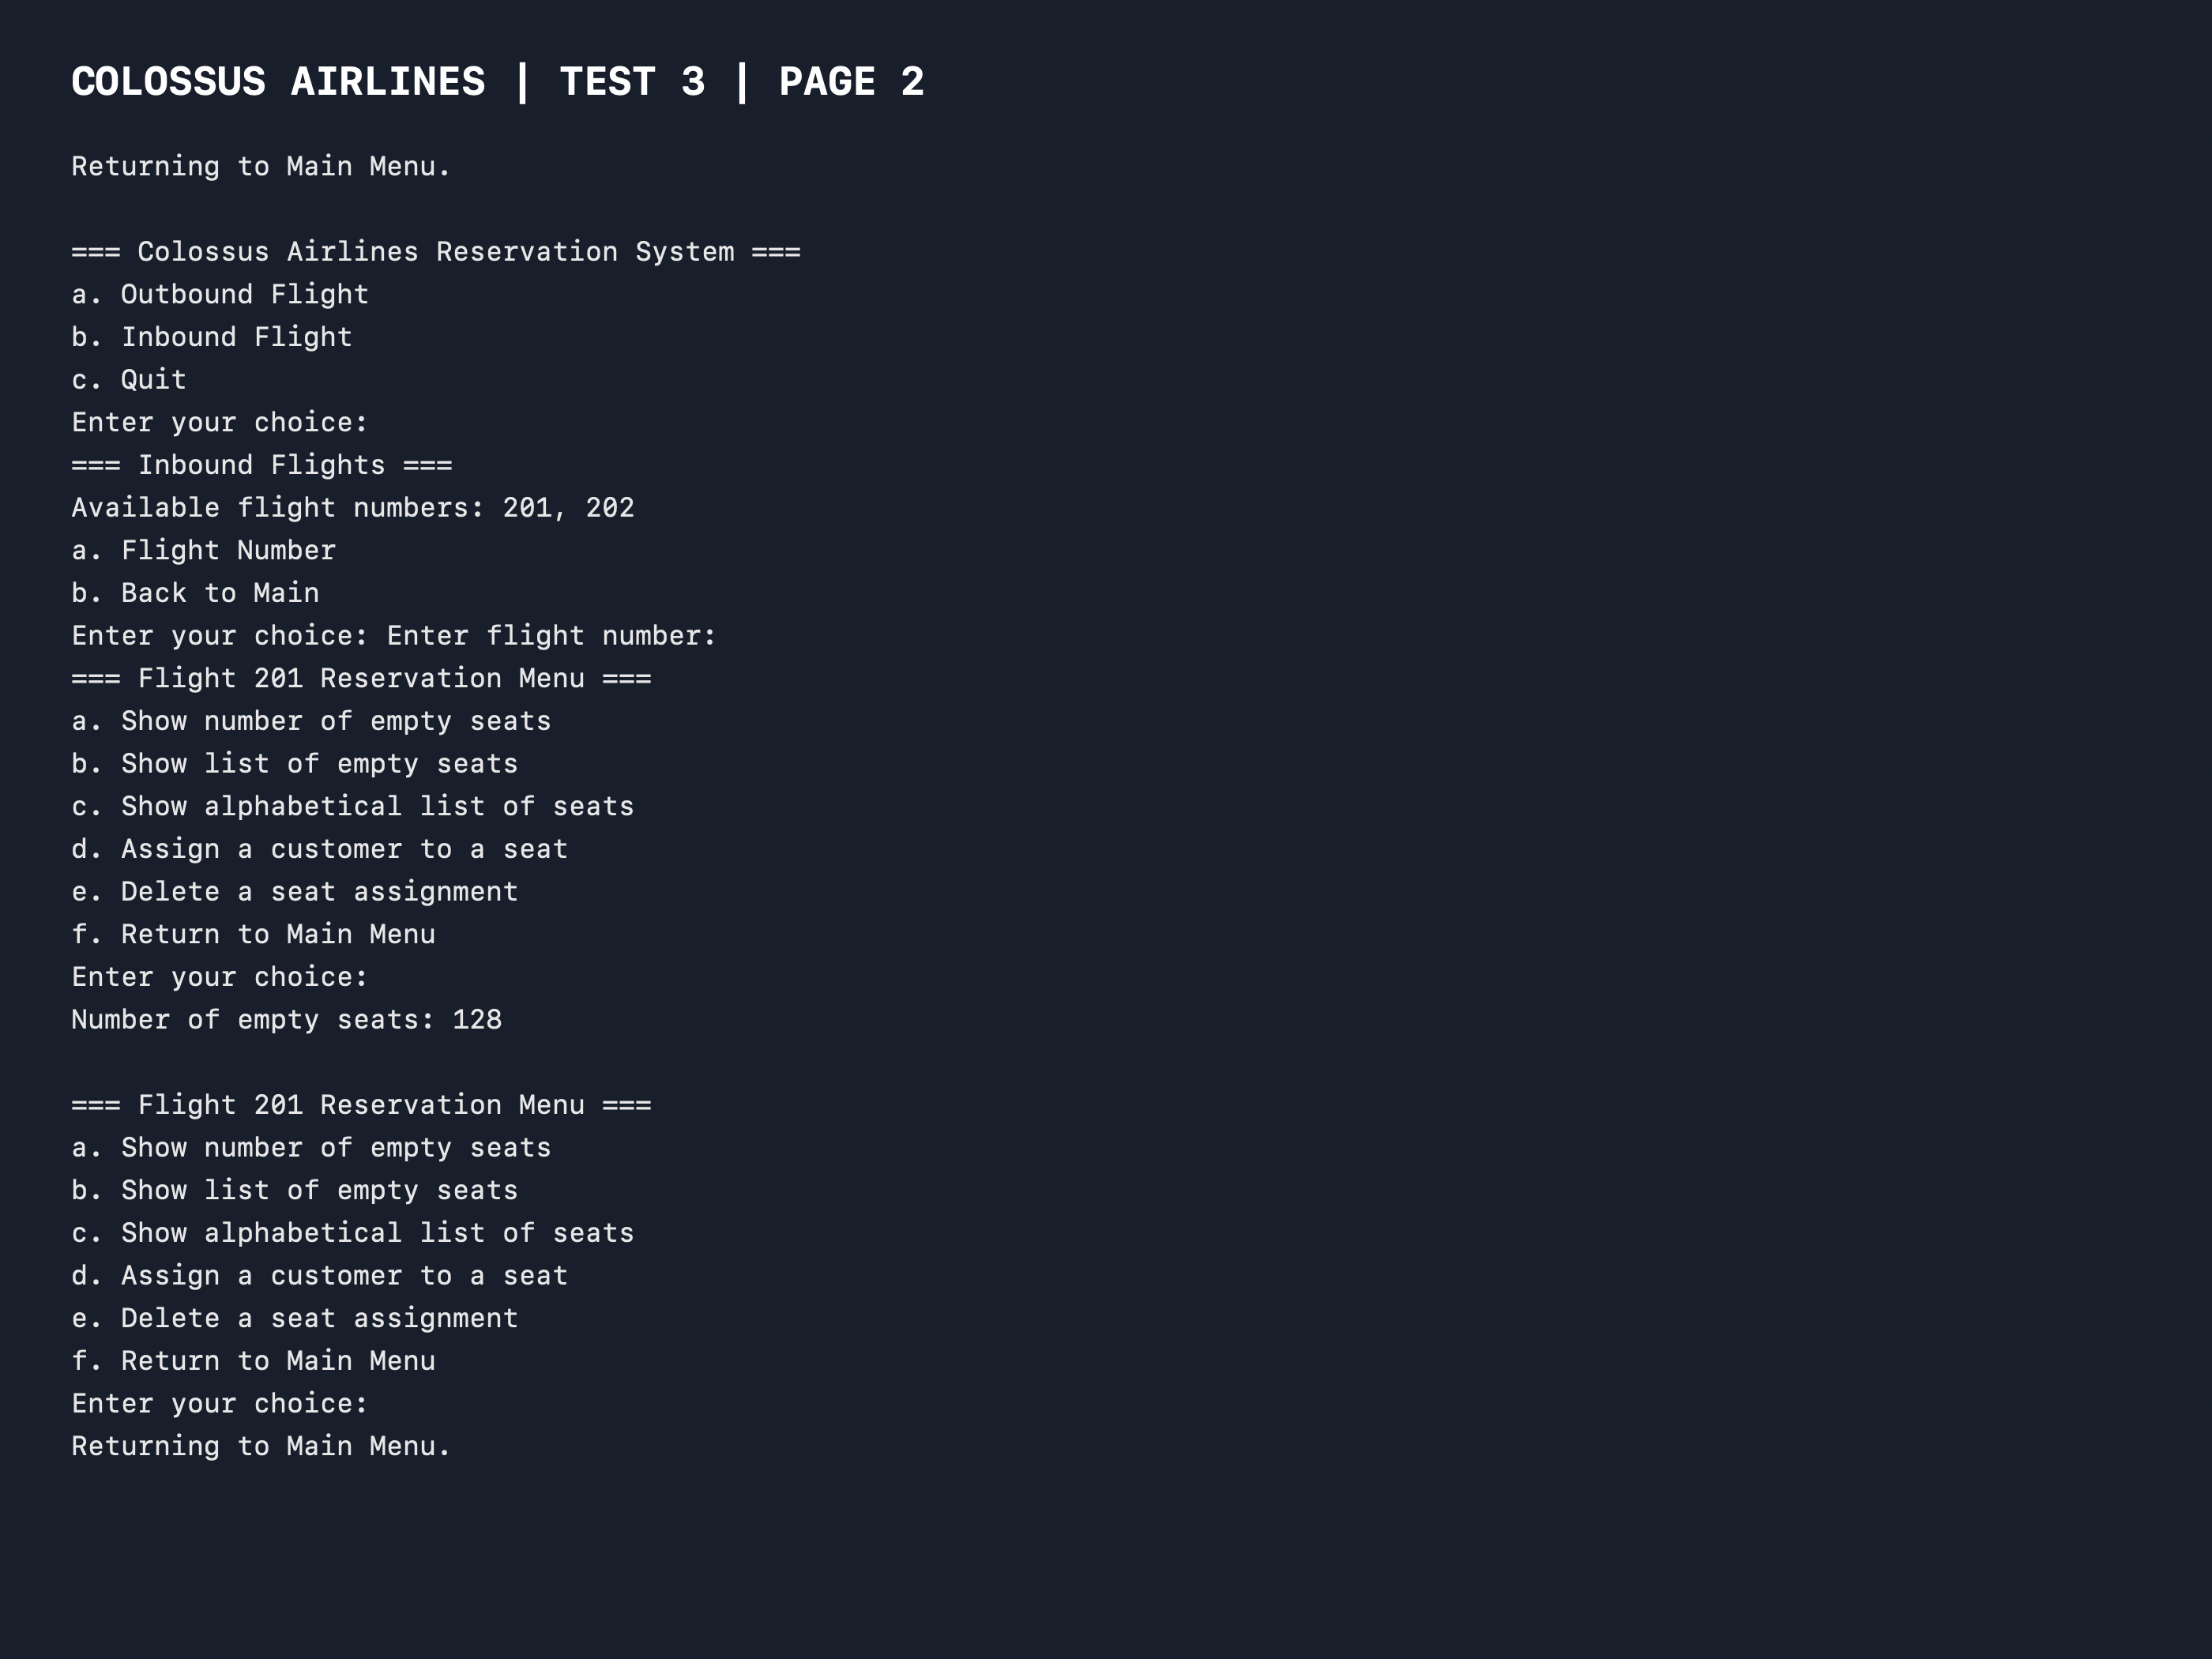 COLOSSUS AIRLINES | TEST 3 | PAGE 2
Returning to Main Menu.
=== Colossus Airlines Reservation System ===
a. Outbound Flight
b. Inbound Flight
c. Quit
Enter your choice:
=== Inbound Flights ===
Available flight numbers: 201, 202
a. Flight Number
b. Back to Main
Enter your choice: Enter flight number:
=== Flight 201 Reservation Menu ===
a. Show number of empty seats
b. Show list of empty seats
c. Show alphabetical list of seats
d. Assign a customer to a seat
e. Delete a seat assignment
f. Return to Main Menu
Enter your choice:
Number of empty seats: 128
=== Flight 201 Reservation Menu ===
a. Show number of empty seats
b. Show list of empty seats
c. Show alphabetical list of seats
d. Assign a customer to a seat
e. Delete a seat assignment
f. Return to Main Menu
Enter your choice:
Returning to Main Menu.